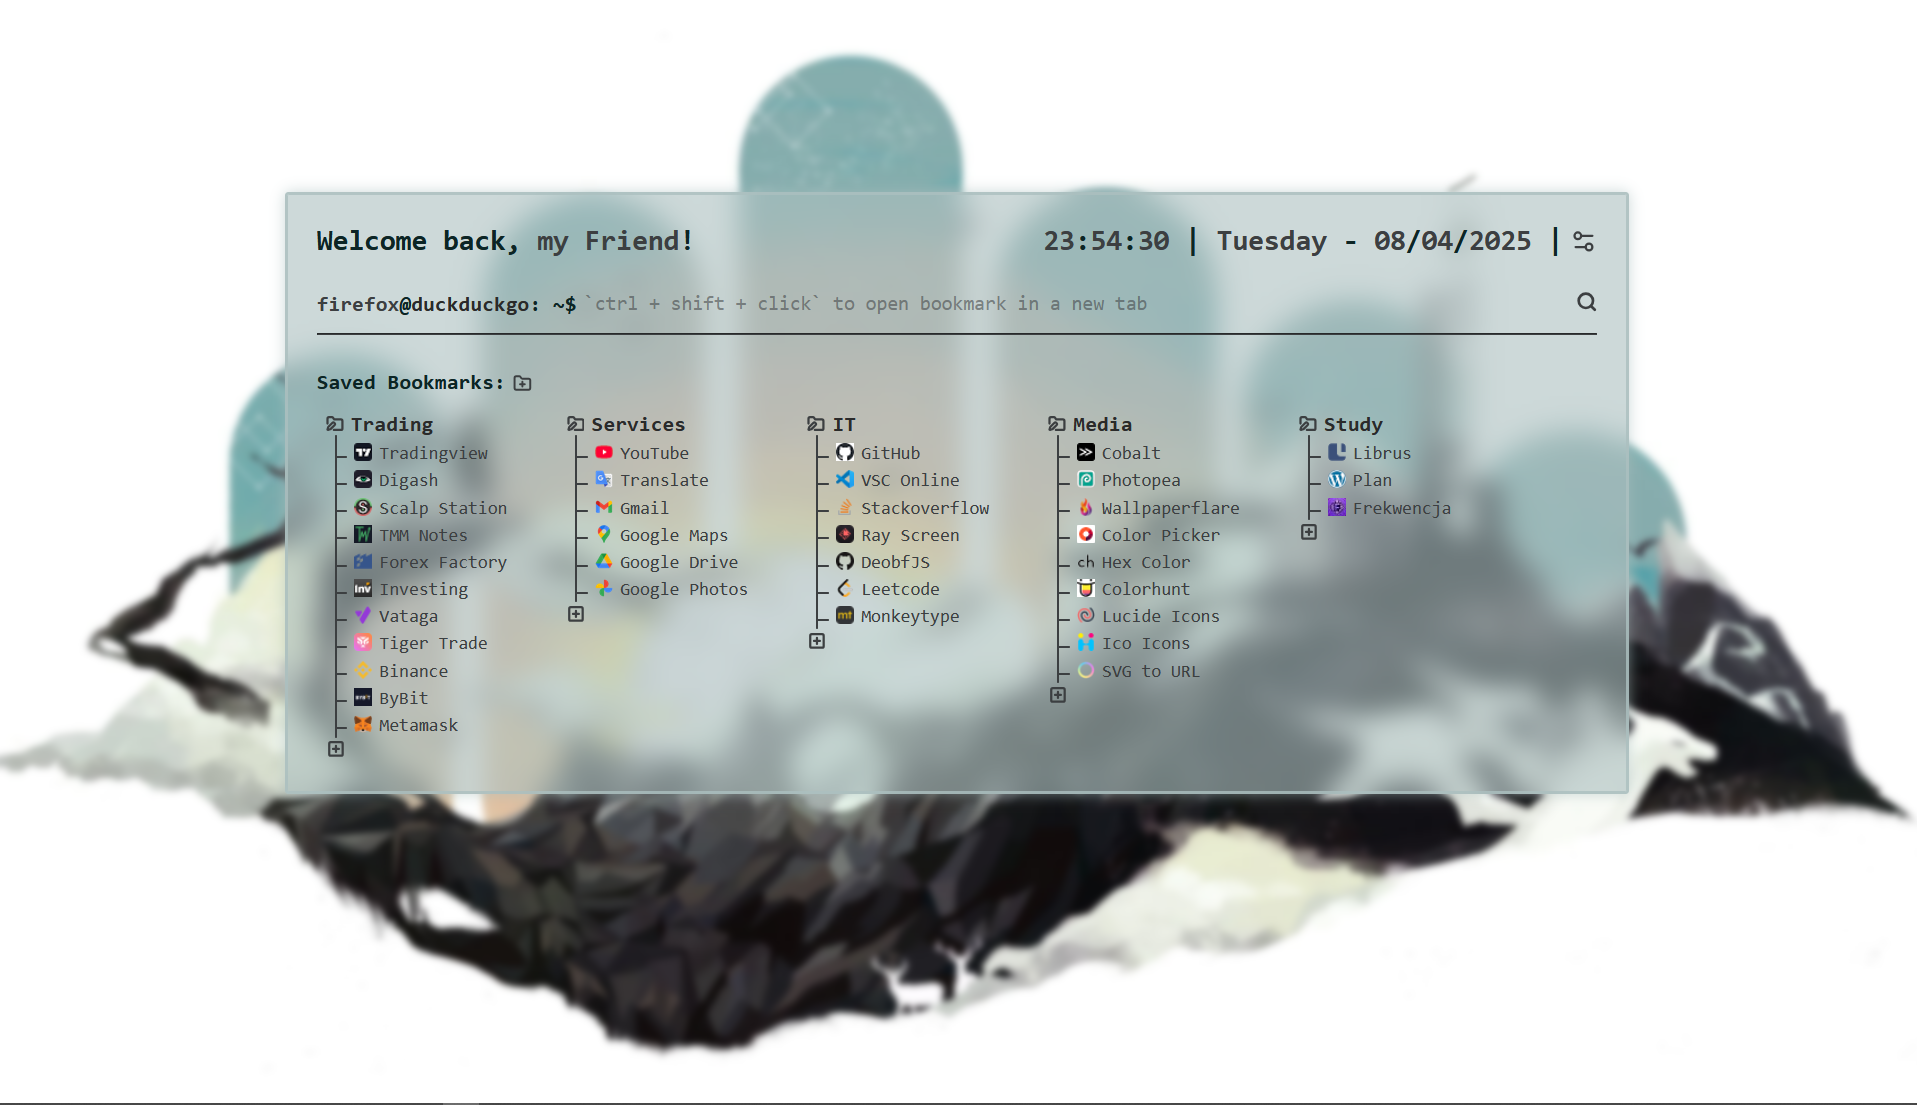 Welcome back, my Friend!
23:54:30 | Tuesday - 08/04/2025 |
firefox@duckduckgo: ~$ `ctrl + shift + click` to open bookmark in a new tab
Saved Bookmarks:
Trading
Tradingview
Digash
Scalp Station
TMM Notes
Forex Factory
Investing
Vataga
Tiger Trade
Binance
ByBit
Metamask
Services
YouTube
Translate
Gmail
Google Maps
Google Drive
Google Photos
IT
GitHub
VSC Online
Stackoverflow
Ray Screen
DeobfJS
Leetcode
Monkeytype
Media
Cobalt
Photopea
Wallpaperflare
Color Picker
ch Hex Color
Colorhunt
Lucide Icons
Ico Icons
SVG to URL
Study
Librus
Plan
Frekwencja